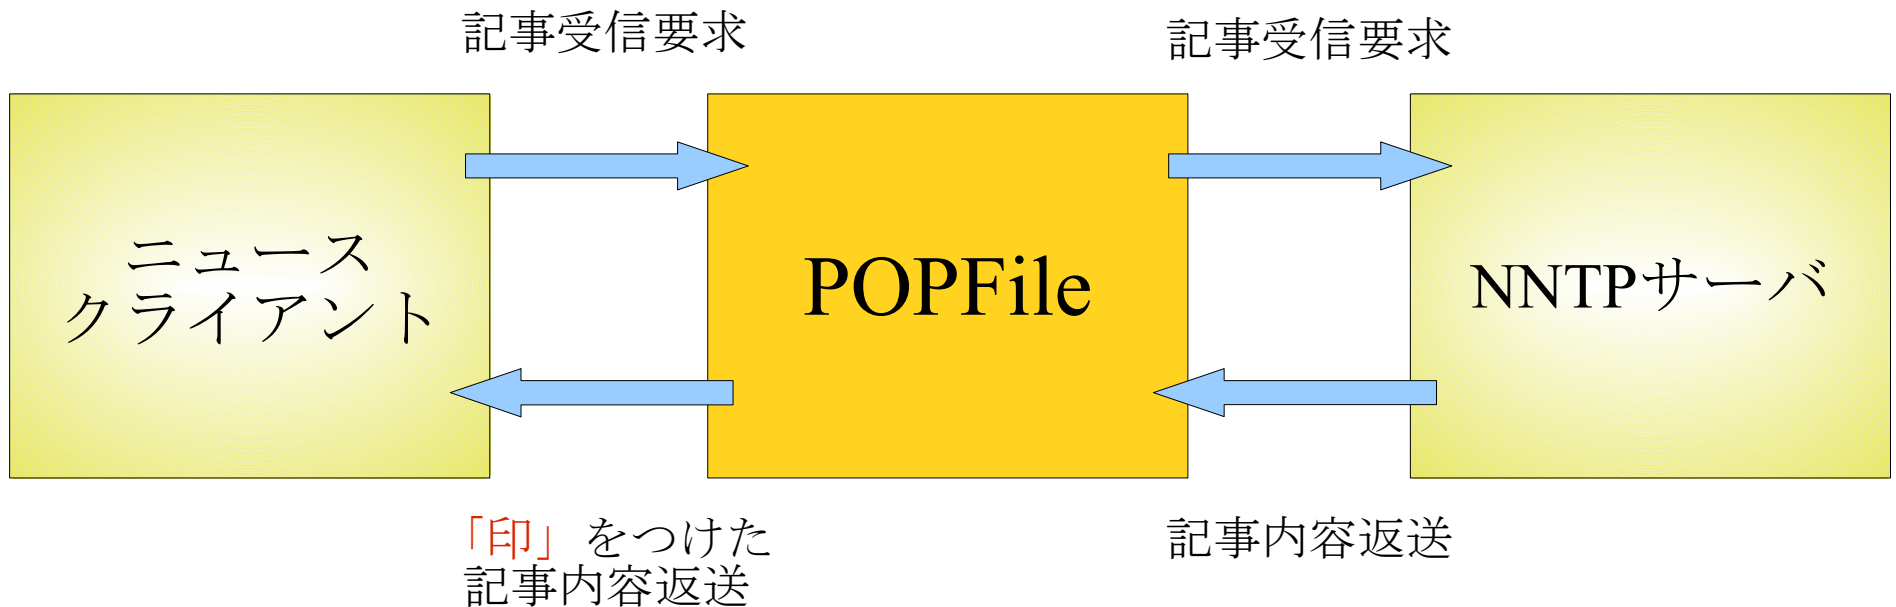 記事受信要求
記事受信要求
ニュース
クライアント
POPFile
NNTPサーバ
「印」をつけた
記事内容返送
記事内容返送